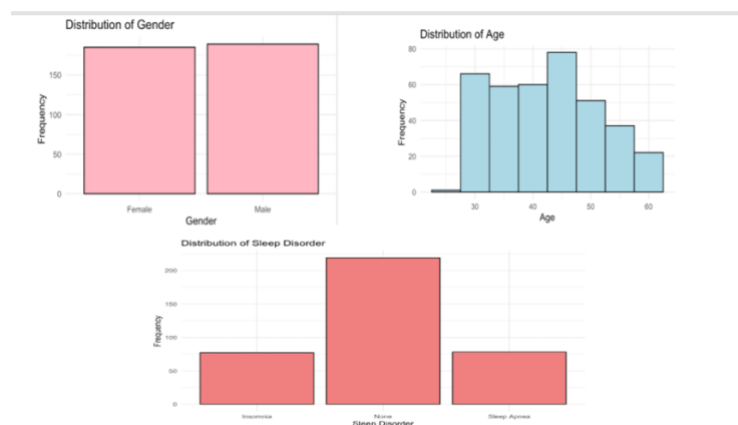 Distribution of Gender
Frequency
150
100
50
0
Female Male
Gender
Distribution of Age
Frequency
80
60
40
20
0
30 40 50 60
Age
Distribution of Sleep Disorder
Frequency
200
150
100
50
0
Insomnia None Sleep Apnea
Sleep Disorder